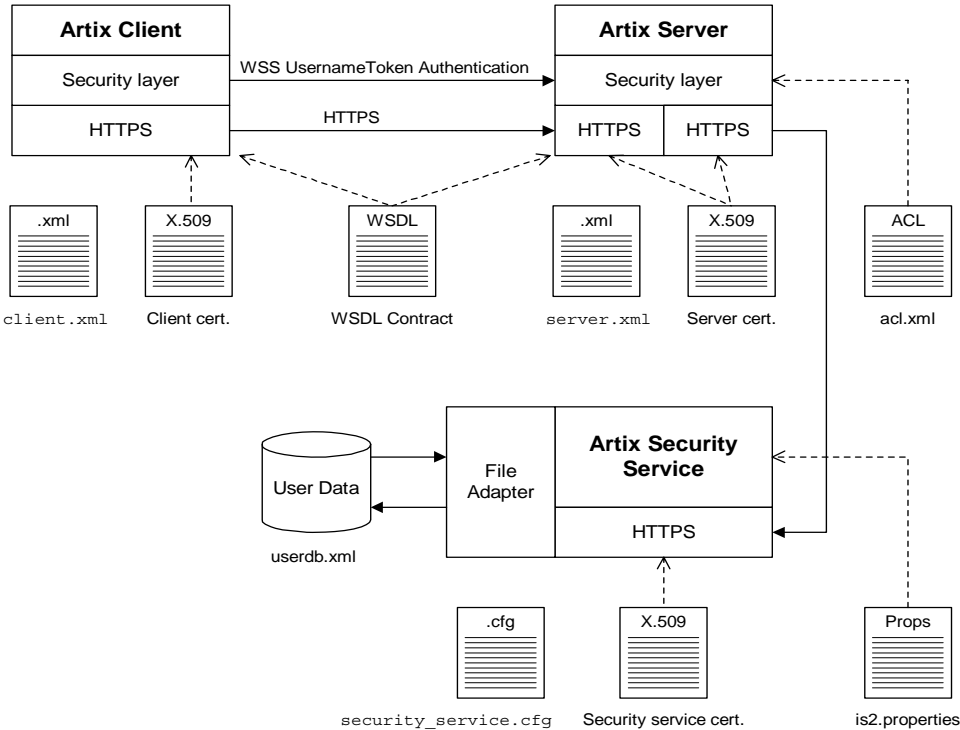 Artix Client
Artix Server
Security layer
WSS UsernameToken Authentication
Security layer
HTTPS
HTTPS
HTTPS
HTTPS
.xml
X.509
WSDL
.xml
X.509
ACL
client.xml
Client cert.
WSDL Contract
server.xml
Server cert.
acl.xml
User Data
userdb.xml
File
Adapter
Artix Security
Service
HTTPS
.cfg
X.509
Props
security_service.cfg
Security service cert.
is2.properties